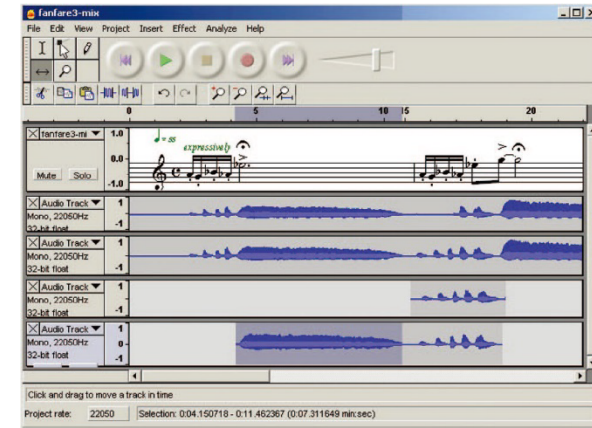 fanfare3-mix
File Edit View Project Insert Effect Analyze Help
0 5 10 15 20
fanfare3-mi 1.0
0.0
-1.0
Mute Solo
♩= 55
expressively
Audio Track 1
Mono, 22050Hz
32-bit float -1
Audio Track 1
Mono, 22050Hz
32-bit float -1
Audio Track 1
Mono, 22050Hz
32-bit float -1
Audio Track 1
Mono, 22050Hz 0
32-bit float -1
Click and drag to move a track in time
Project rate: 22050 Selection: 0:04.150718 - 0:11.462367 (0:07.311649 min:sec)